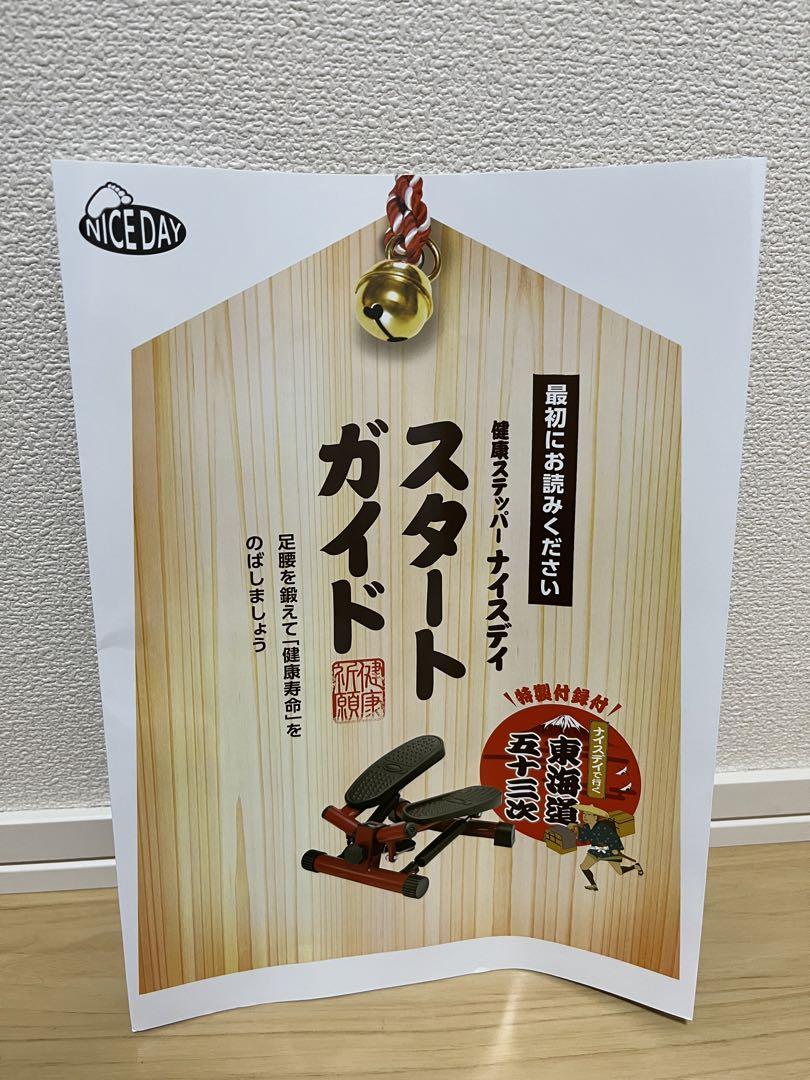 NICEDAY
最初にお読みください
健康ステッパーナイスデイ
スタート
ガイド
健康
祈願
足腰を鍛えて「健康寿命」を
のばしましょう
特製付録付
ナイスデイで行く
東海道
五十三次